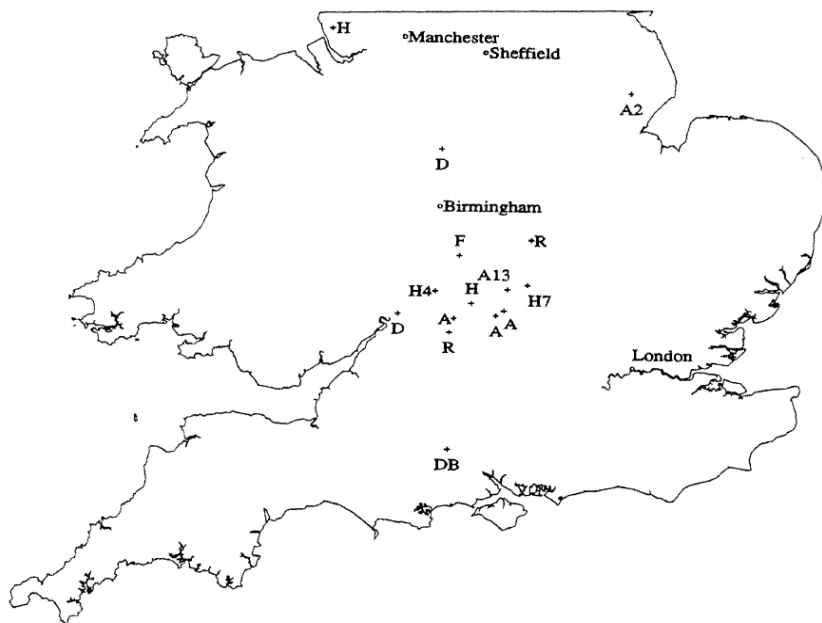 H
Manchester
Sheffield
A2
D
Birmingham
F
R
A13
H4
H
H7
D
A
A
A
R
London
DB